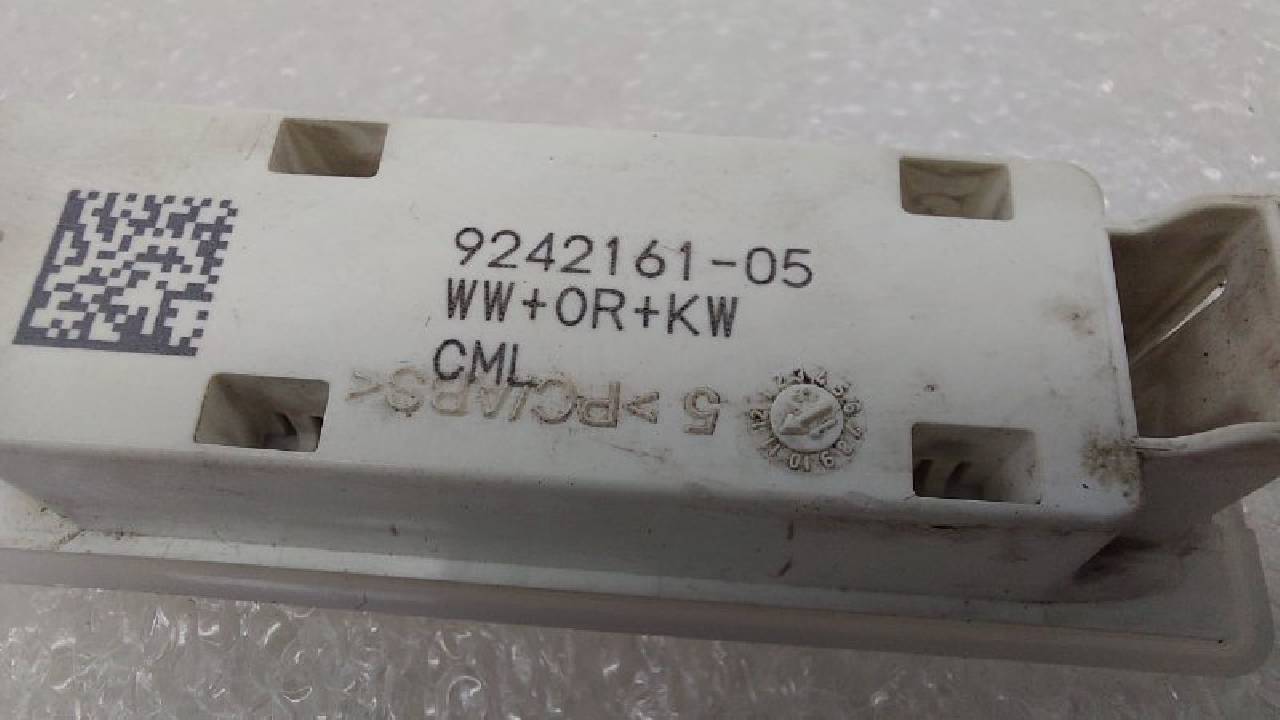 9242161-05
WW+OR+KW
CML
5 >PC/ABS<